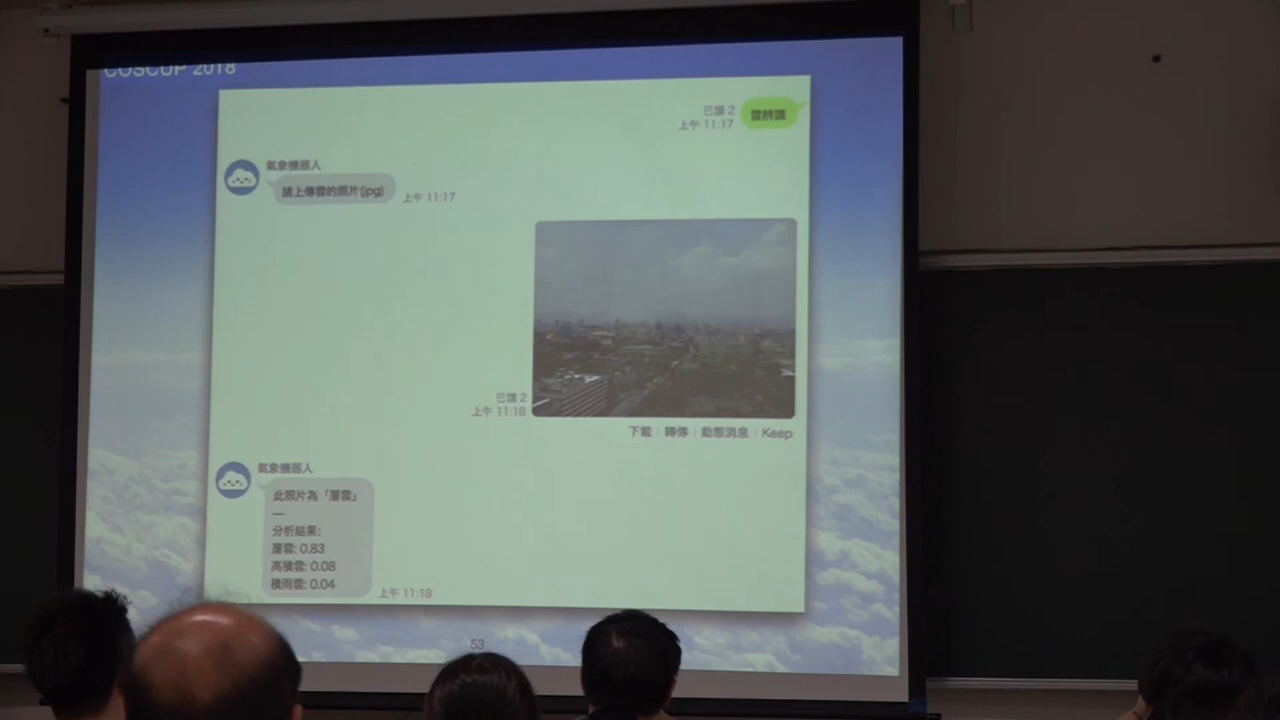 COSCUP 2018
已讀 2
上午 11:17
雲辨識
氣象機器人
請上傳雲的照片(jpg)
上午 11:17
已讀 2
上午 11:18
下載 | 轉傳 | 動態消息 | Keep
氣象機器人
此照片為「層雲」
—
分析結果:
層雲: 0.83
高積雲: 0.08
積雨雲: 0.04
上午 11:18
53